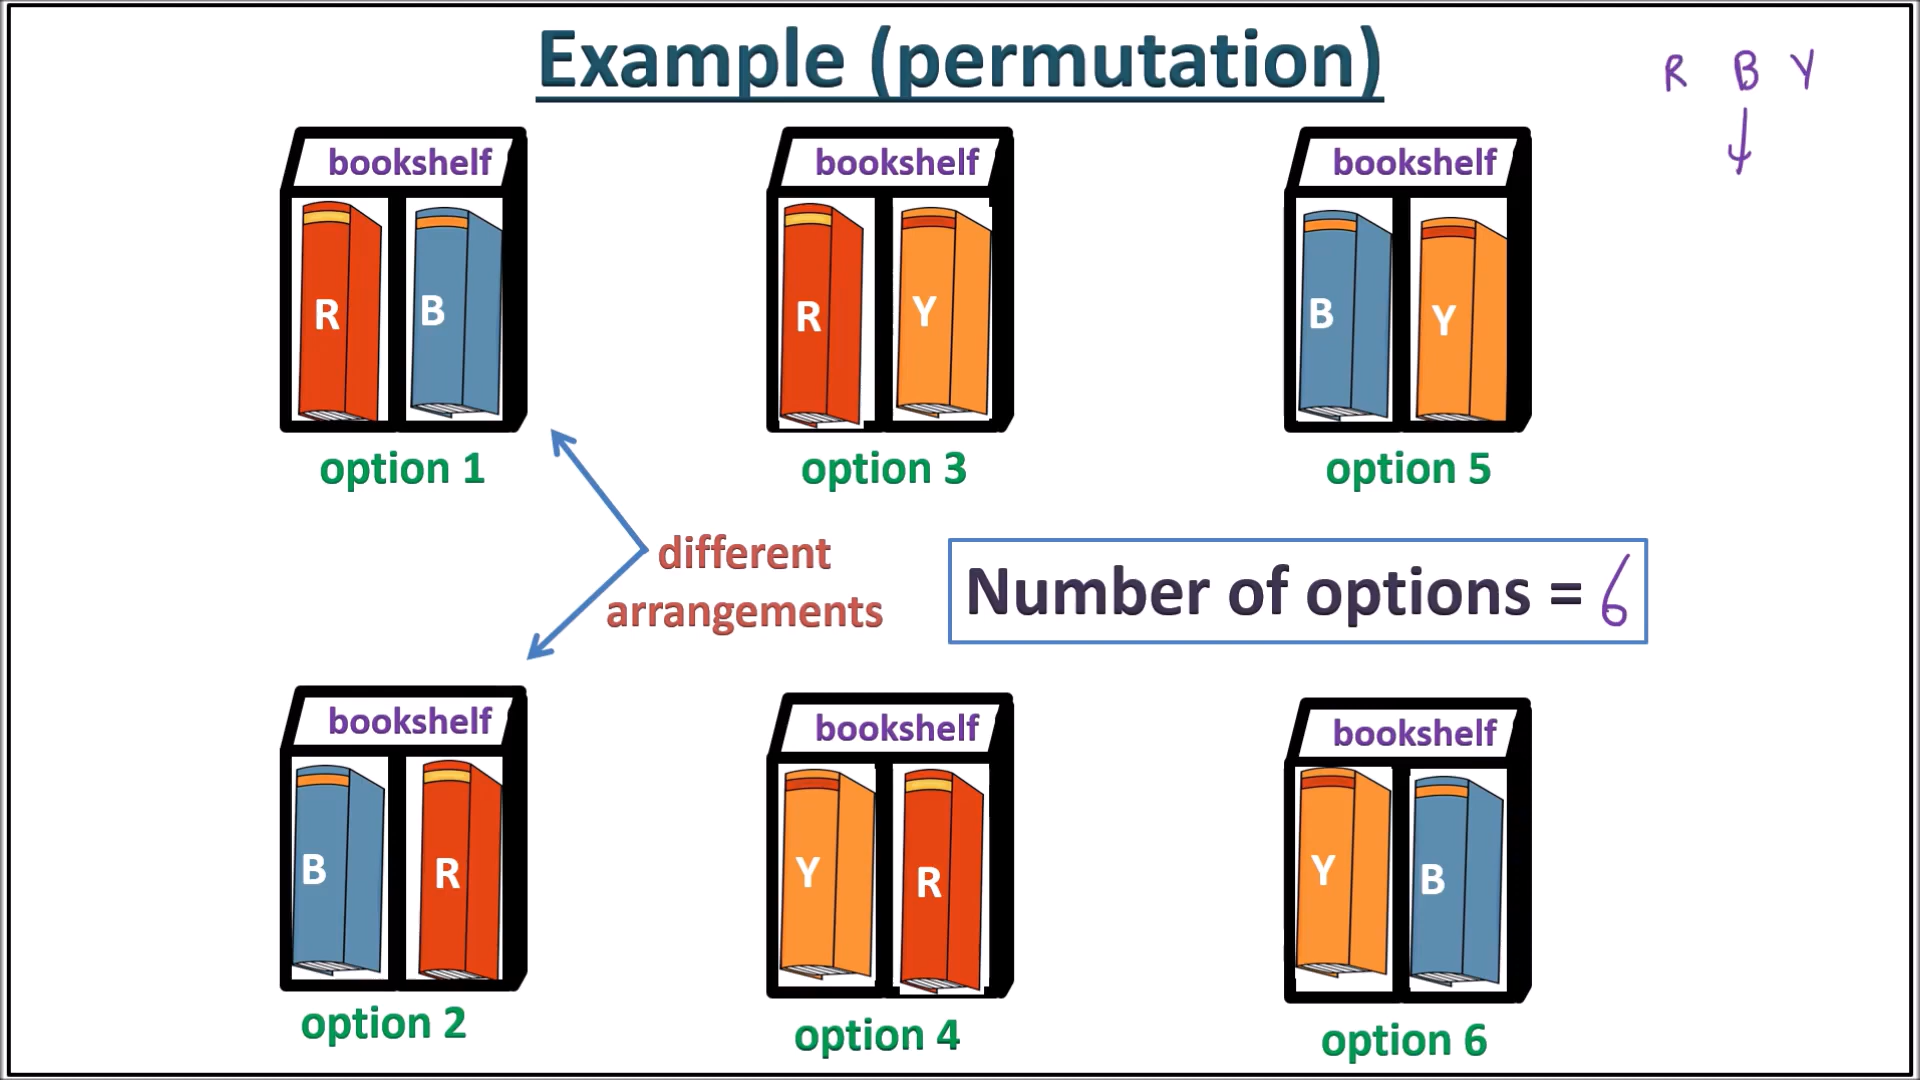 Example (permutation)
R B Y
bookshelf
R B
option 1
bookshelf
R Y
option 3
bookshelf
B Y
option 5
different
arrangements
Number of options = 6
bookshelf
B R
option 2
bookshelf
Y R
option 4
bookshelf
Y B
option 6